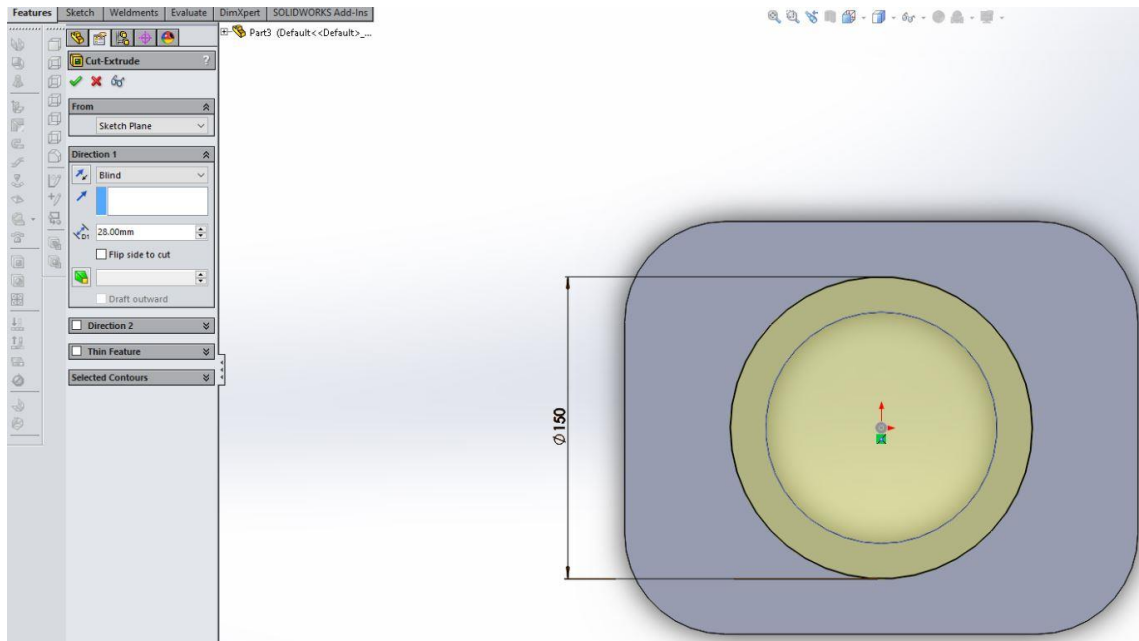 Features Sketch Weldments Evaluate DimXpert SOLIDWORKS Add-Ins
Part3 (Default<<Default>_...
Cut-Extrude ?
From
Sketch Plane
Direction 1
Blind
D1 28.00mm
Flip side to cut
Draft outward
Direction 2
Thin Feature
Selected Contours
Ø150